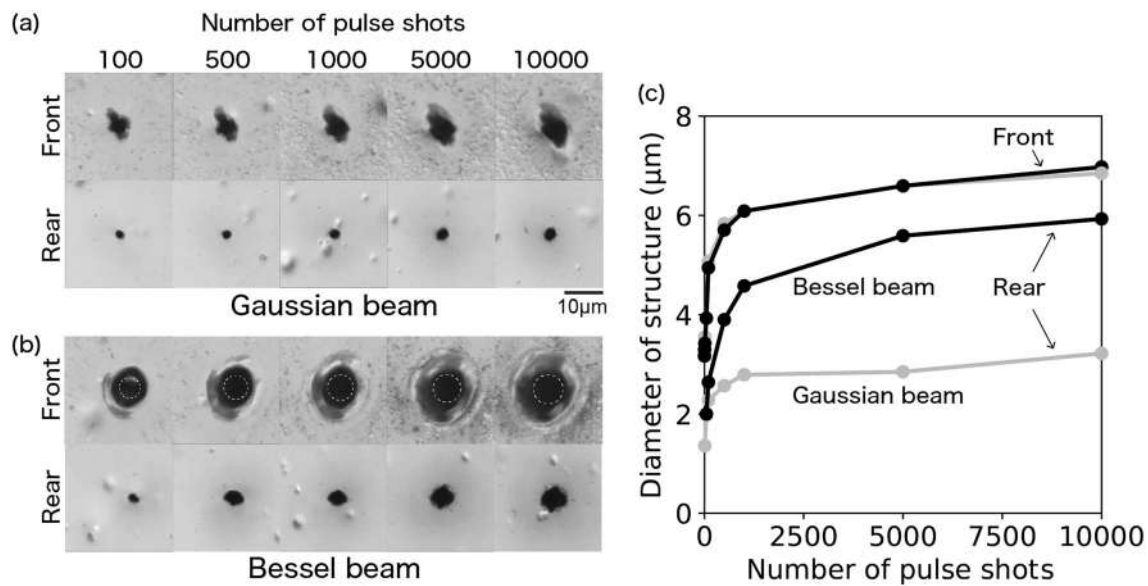 (a)
Number of pulse shots
100 500 1000 5000 10000
Front
Rear
Gaussian beam
10μm
(b)
Front
Rear
Bessel beam
(c)
Diameter of structure (μm)
8
6
4
2
0
Front
Bessel beam
Rear
Gaussian beam
0 2500 5000 7500 10000
Number of pulse shots